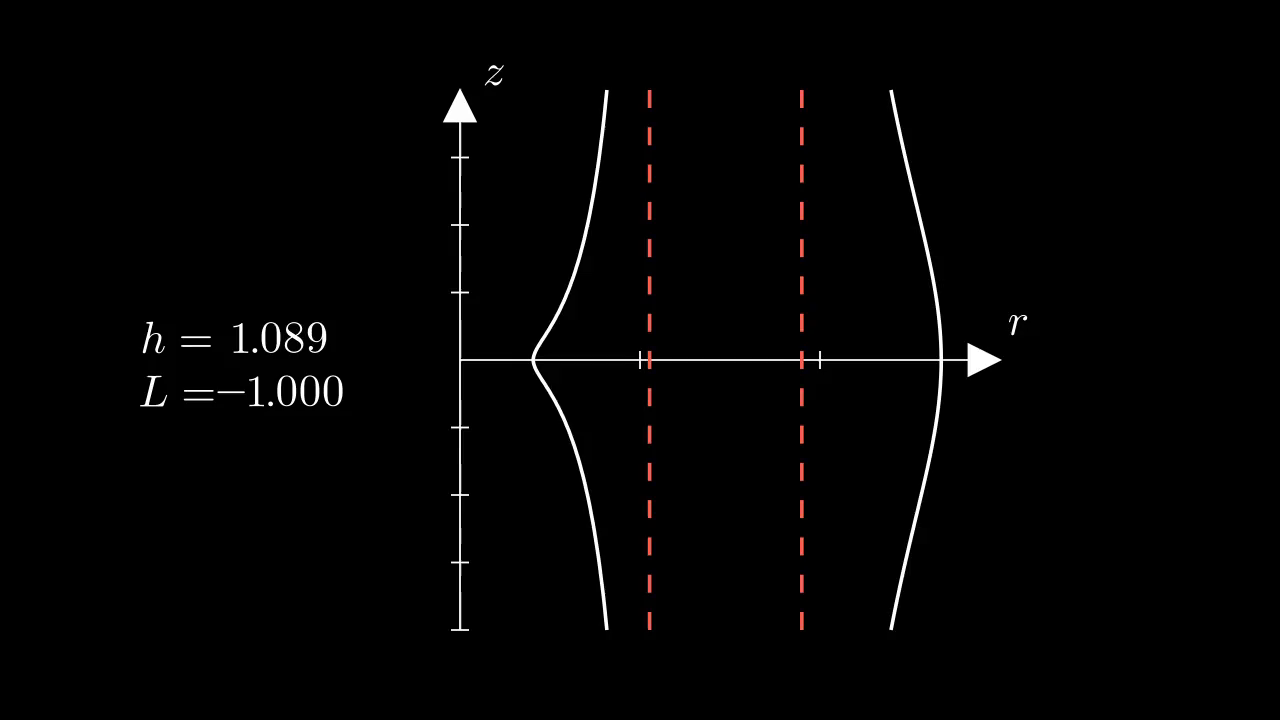 z
r
h = 1.089
L =−1.000